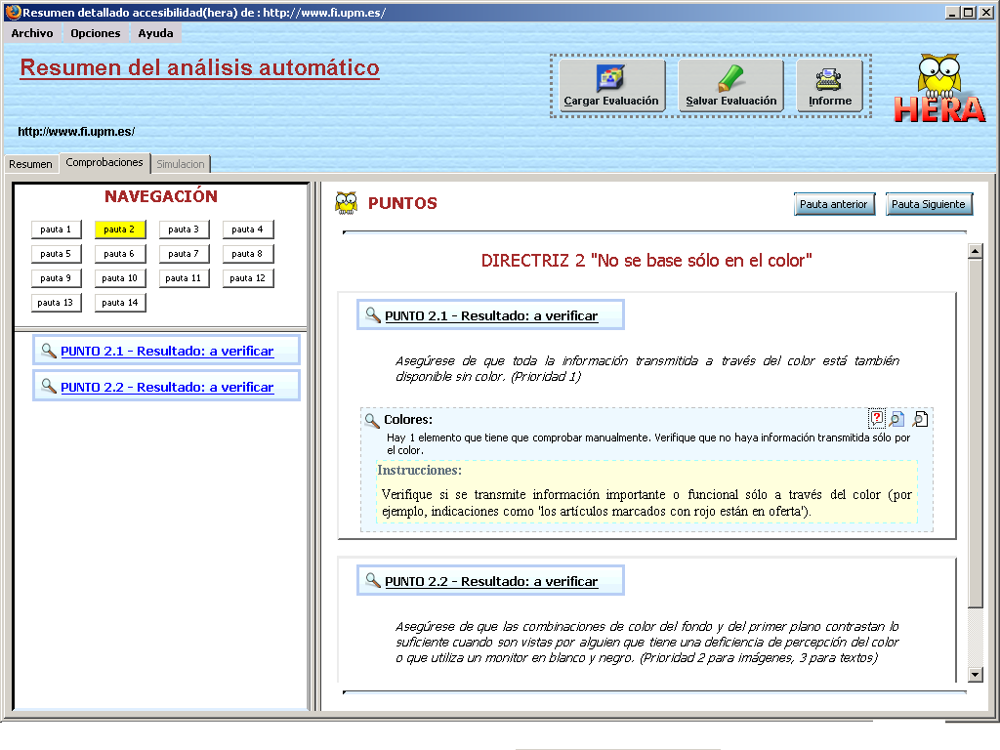 Resumen detallado accesibilidad(hera) de : http://www.fi.upm.es/
Archivo Opciones Ayuda
Resumen del análisis automático
Cargar Evaluación Salvar Evaluación Informe
HERA
http://www.fi.upm.es/
Resumen Comprobaciones Simulacion
NAVEGACIÓN
pauta 1 pauta 2 pauta 3 pauta 4
pauta 5 pauta 6 pauta 7 pauta 8
pauta 9 pauta 10 pauta 11 pauta 12
pauta 13 pauta 14
PUNTO 2.1 - Resultado: a verificar
PUNTO 2.2 - Resultado: a verificar
PUNTOS
Pauta anterior Pauta Siguiente
DIRECTRIZ 2 "No se base sólo en el color"
PUNTO 2.1 - Resultado: a verificar
Asegúrese de que toda la información transmitida a través del color está también
disponible sin color. (Prioridad 1)
Colores:
?
Hay 1 elemento que tiene que comprobar manualmente. Verifique que no haya información transmitida sólo por
el color.
Instrucciones:
Verifique si se transmite información importante o funcional sólo a través del color (por
ejemplo, indicaciones como 'los artículos marcados con rojo están en oferta').
PUNTO 2.2 - Resultado: a verificar
Asegúrese de que las combinaciones de color del fondo y del primer plano contrastan lo
suficiente cuando son vistas por alguien que tiene una deficiencia de percepción del color
o que utiliza un monitor en blanco y negro. (Prioridad 2 para imágenes, 3 para textos)